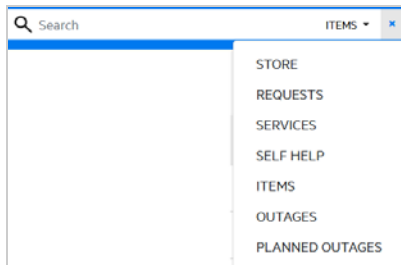 Search ITEMS
STORE
REQUESTS
SERVICES
SELF HELP
ITEMS
OUTAGES
PLANNED OUTAGES